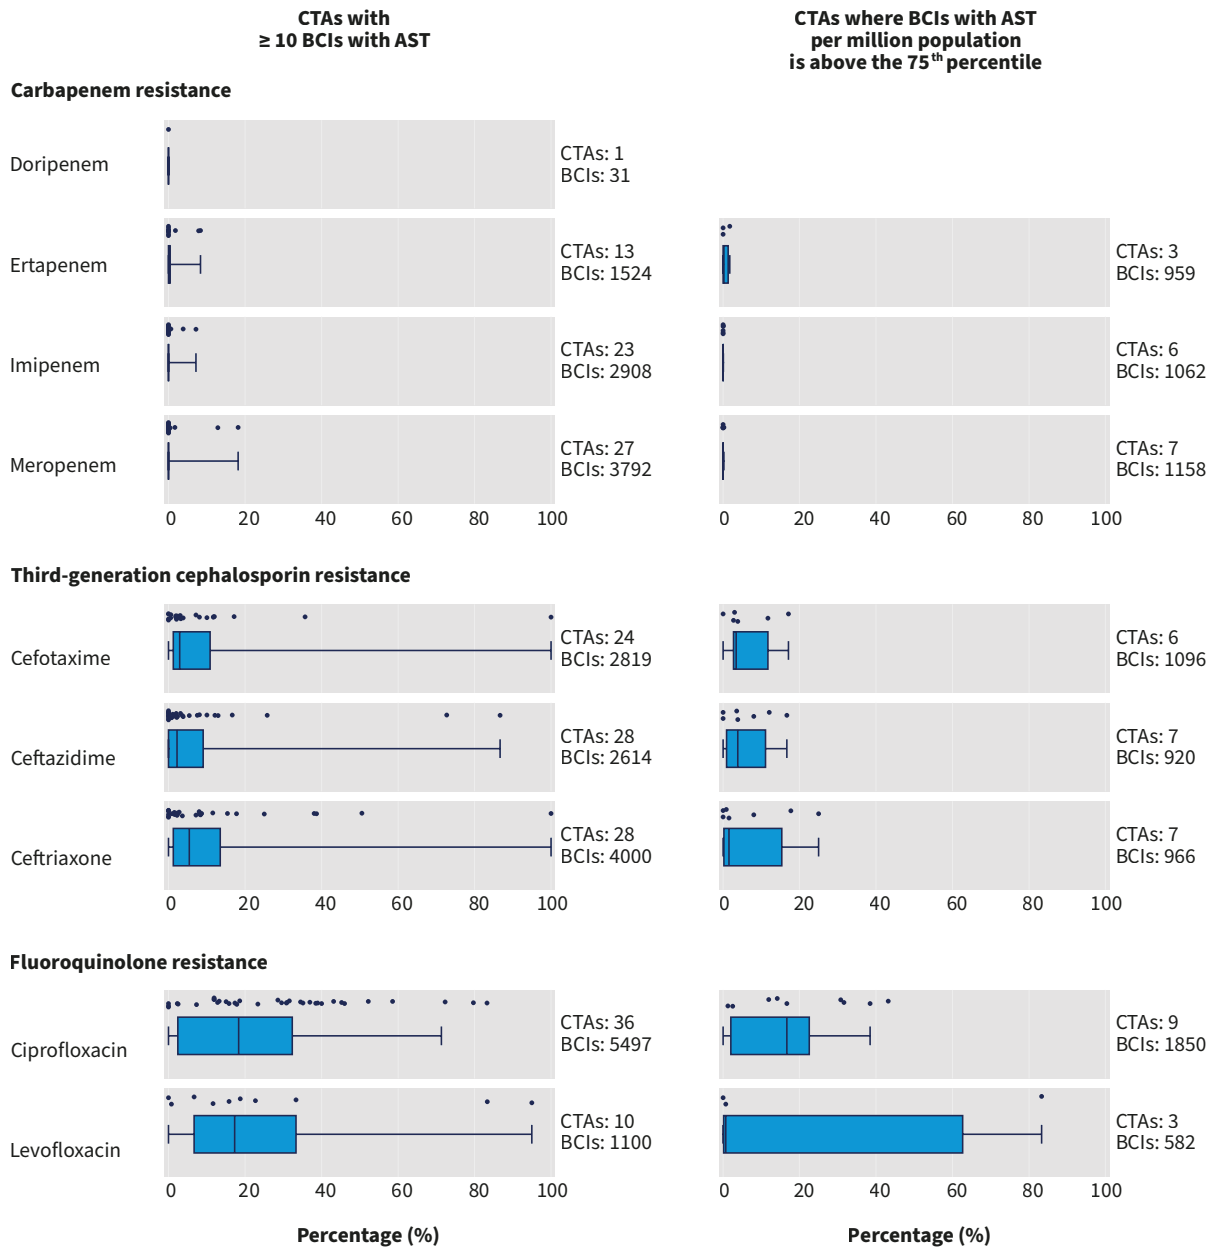 CTAs with
≥ 10 BCIs with AST
CTAs where BCIs with AST
per million population
is above the 75th percentile
Carbapenem resistance
Doripenem
CTAs: 1
BCIs: 31
Ertapenem
CTAs: 13
BCIs: 1524
CTAs: 3
BCIs: 959
Imipenem
CTAs: 23
BCIs: 2908
CTAs: 6
BCIs: 1062
Meropenem
CTAs: 27
BCIs: 3792
CTAs: 7
BCIs: 1158
0 20 40 60 80 100
0 20 40 60 80 100
Third-generation cephalosporin resistance
Cefotaxime
CTAs: 24
BCIs: 2819
CTAs: 6
BCIs: 1096
Ceftazidime
CTAs: 28
BCIs: 2614
CTAs: 7
BCIs: 920
Ceftriaxone
CTAs: 28
BCIs: 4000
CTAs: 7
BCIs: 966
0 20 40 60 80 100
0 20 40 60 80 100
Fluoroquinolone resistance
Ciprofloxacin
CTAs: 36
BCIs: 5497
CTAs: 9
BCIs: 1850
Levofloxacin
CTAs: 10
BCIs: 1100
CTAs: 3
BCIs: 582
0 20 40 60 80 100
0 20 40 60 80 100
Percentage (%)
Percentage (%)